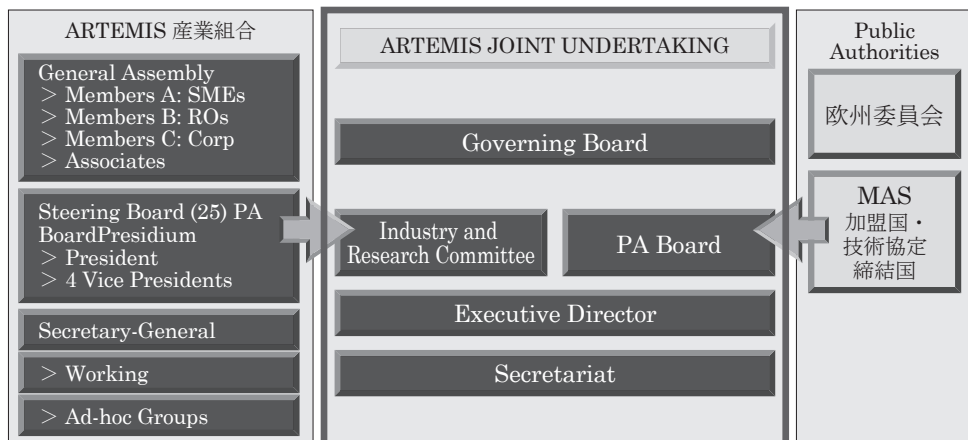 ARTEMIS 産業組合
General Assembly
> Members A: SMEs
> Members B: ROs
> Members C: Corp
> Associates
Steering Board (25) PA
BoardPresidium
> President
> 4 Vice Presidents
Secretary-General
> Working
> Ad-hoc Groups
ARTEMIS JOINT UNDERTAKING
Governing Board
Industry and
Research Committee
PA Board
Executive Director
Secretariat
Public
Authorities
欧州委員会
MAS
加盟国・
技術協定
締結国